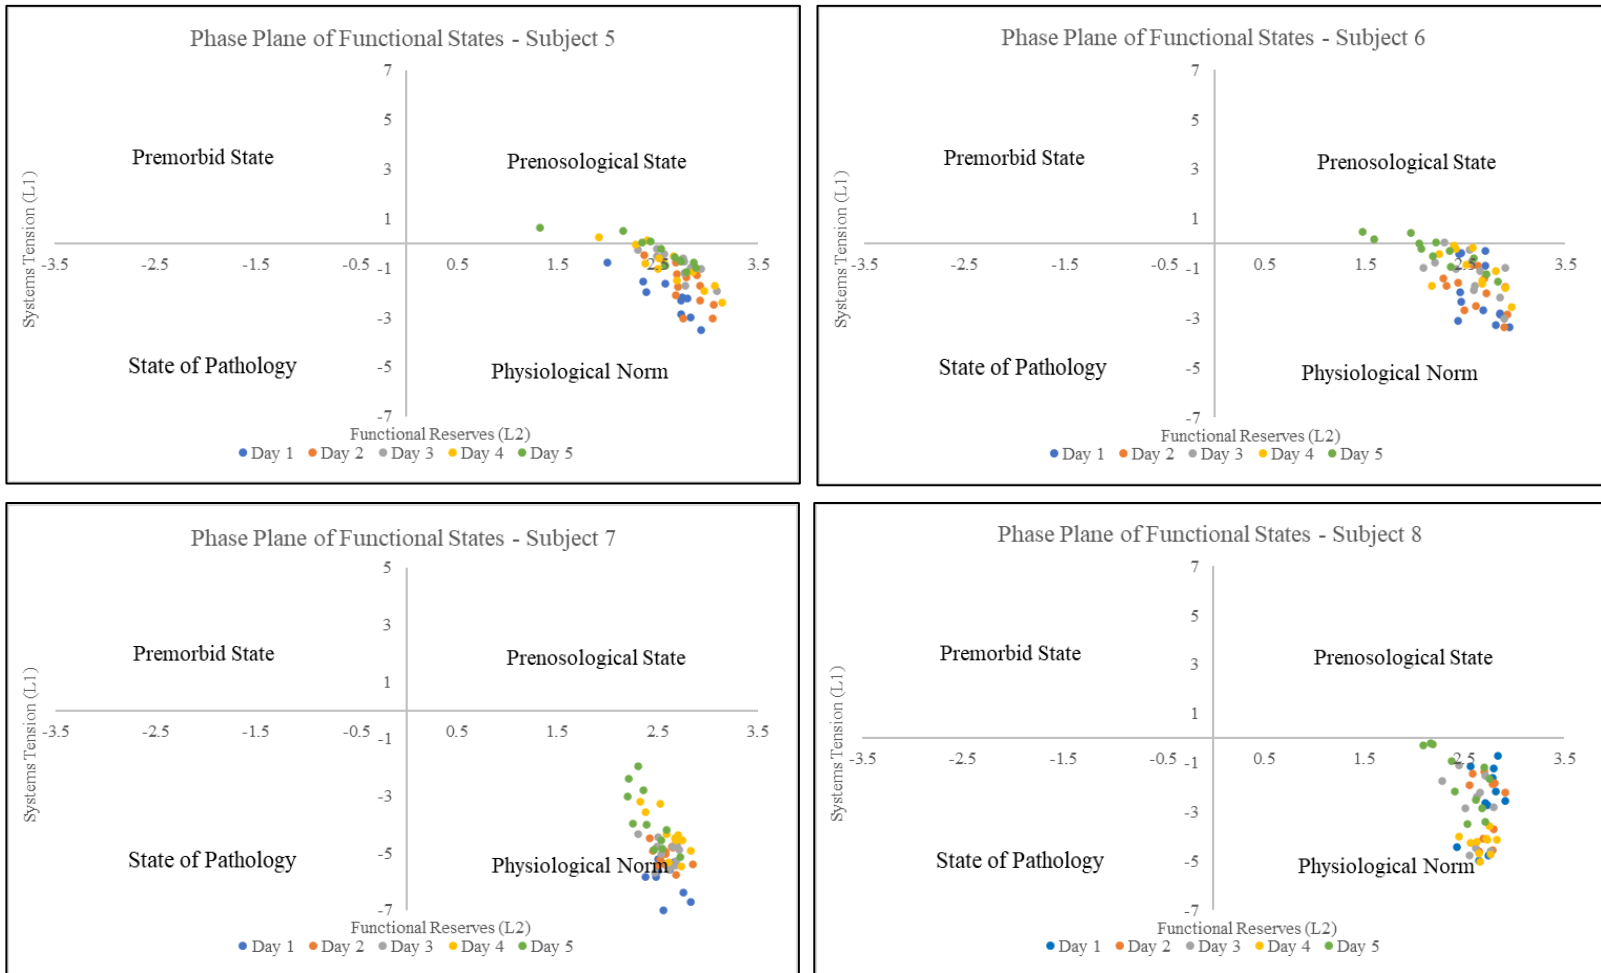 Phase Plane of Functional States - Subject 5
7
5
3
1
-1
-3
-5
-7
-3.5 -2.5 -1.5 -0.5 0.5 1.5 2.5 3.5
Premorbid State
Prenosological State
State of Pathology
Physiological Norm
Systems Tension (L1)
Functional Reserves (L2)
Day 1 Day 2 Day 3 Day 4 Day 5
Phase Plane of Functional States - Subject 6
7
5
3
1
-1
-3
-5
-7
-3.5 -2.5 -1.5 -0.5 0.5 1.5 2.5 3.5
Premorbid State
Prenosological State
State of Pathology
Physiological Norm
Systems Tension (L1)
Functional Reserves (L2)
Day 1 Day 2 Day 3 Day 4 Day 5
Phase Plane of Functional States - Subject 7
5
3
1
-1
-3
-5
-7
-3.5 -2.5 -1.5 -0.5 0.5 1.5 2.5 3.5
Premorbid State
Prenosological State
State of Pathology
Physiological Norm
Systems Tension (L1)
Functional Reserves (L2)
Day 1 Day 2 Day 3 Day 4 Day 5
Phase Plane of Functional States - Subject 8
7
5
3
1
-1
-3
-5
-7
-3.5 -2.5 -1.5 -0.5 0.5 1.5 2.5 3.5
Premorbid State
Prenosological State
State of Pathology
Physiological Norm
Systems Tension (L1)
Functional Reserves (L2)
Day 1 Day 2 Day 3 Day 4 Day 5